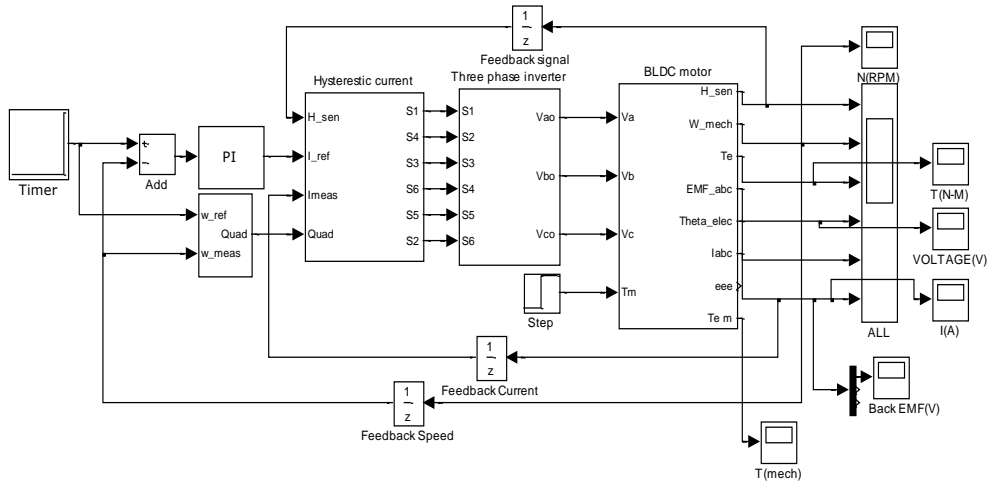 1
z
Feedback signal
Hysterestic current
Three phase inverter
BLDC motor
N(RPM)
Timer
+
−
Add
PI
w_ref
w_meas
Quad
H_sen
I_ref
Imeas
Quad
S1
S4
S3
S6
S5
S2
S1
S2
S3
S4
S5
S6
Vao
Vbo
Vco
Va
Vb
Vc
Tm
H_sen
W_mech
Te
EMF_abc
Theta_elec
Iabc
eee
Te m
T(N-M)
VOLTAGE(V)
I(A)
ALL
Step
1
z
Feedback Current
1
z
Feedback Speed
Back EMF(V)
T(mech)